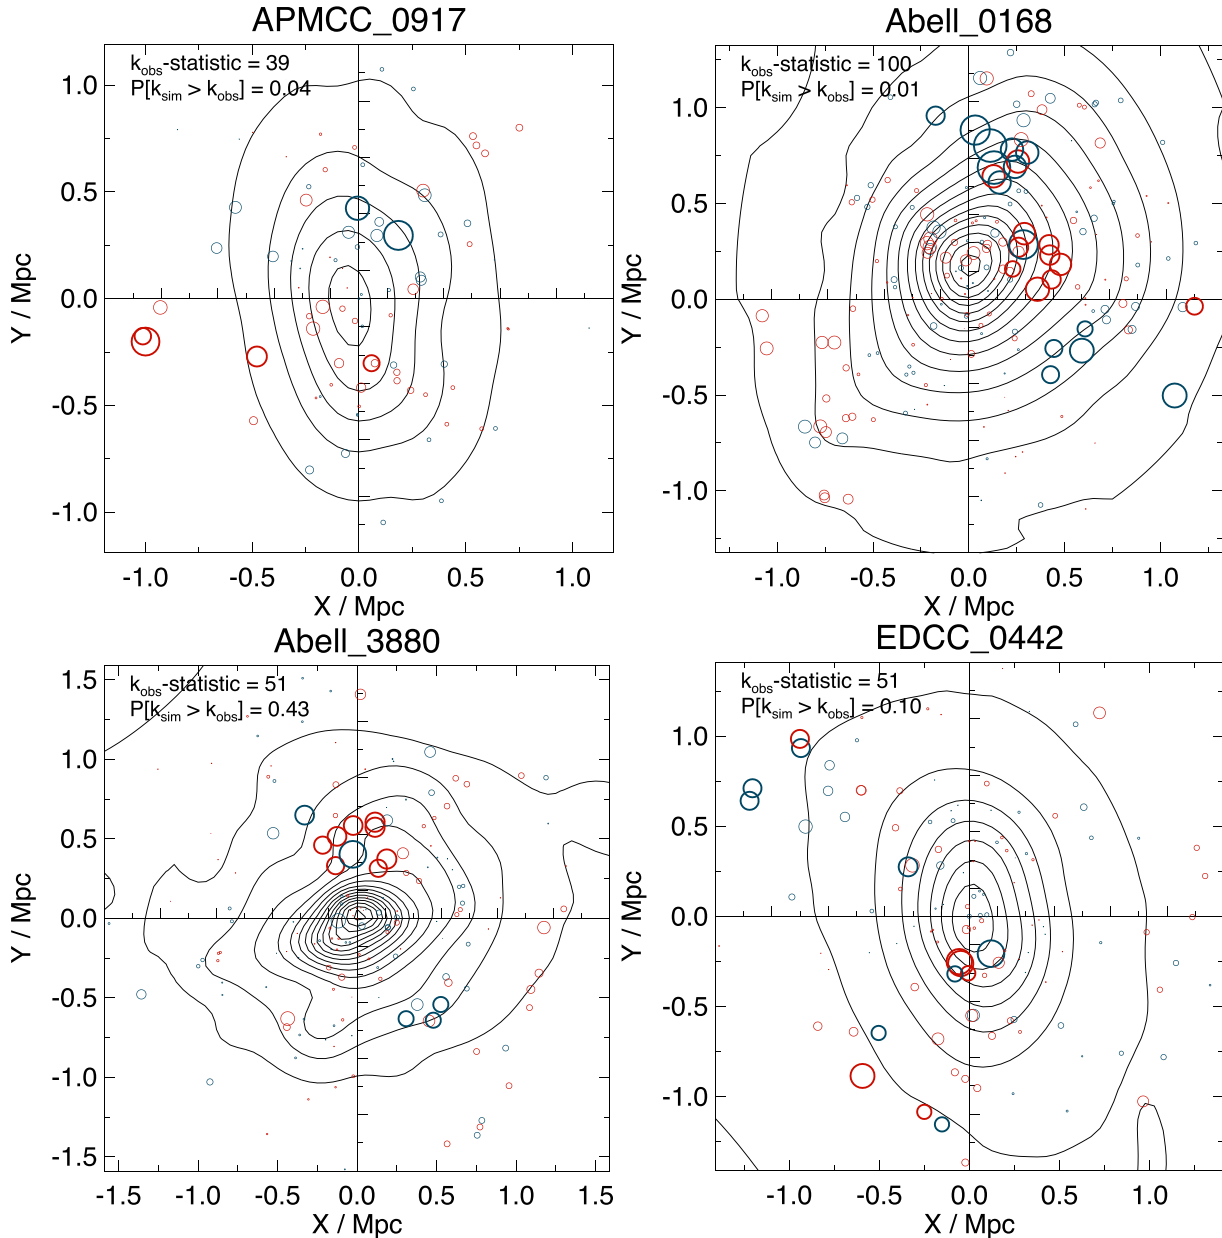 APMCC_0917
k_obs-statistic = 39
P[k_sim > k_obs] = 0.04
1.0
0.5
0.0
-0.5
-1.0
Y / Mpc
-1.0 -0.5 0.0 0.5 1.0
X / Mpc
Abell_0168
k_obs-statistic = 100
P[k_sim > k_obs] = 0.01
1.0
0.5
0.0
-0.5
-1.0
Y / Mpc
-1.0 -0.5 0.0 0.5 1.0
X / Mpc
Abell_3880
k_obs-statistic = 51
P[k_sim > k_obs] = 0.43
1.5
1.0
0.5
0.0
-0.5
-1.0
-1.5
Y / Mpc
-1.5 -1.0 -0.5 0.0 0.5 1.0 1.5
X / Mpc
EDCC_0442
k_obs-statistic = 51
P[k_sim > k_obs] = 0.10
1.0
0.5
0.0
-0.5
-1.0
Y / Mpc
-1.0 -0.5 0.0 0.5 1.0
X / Mpc